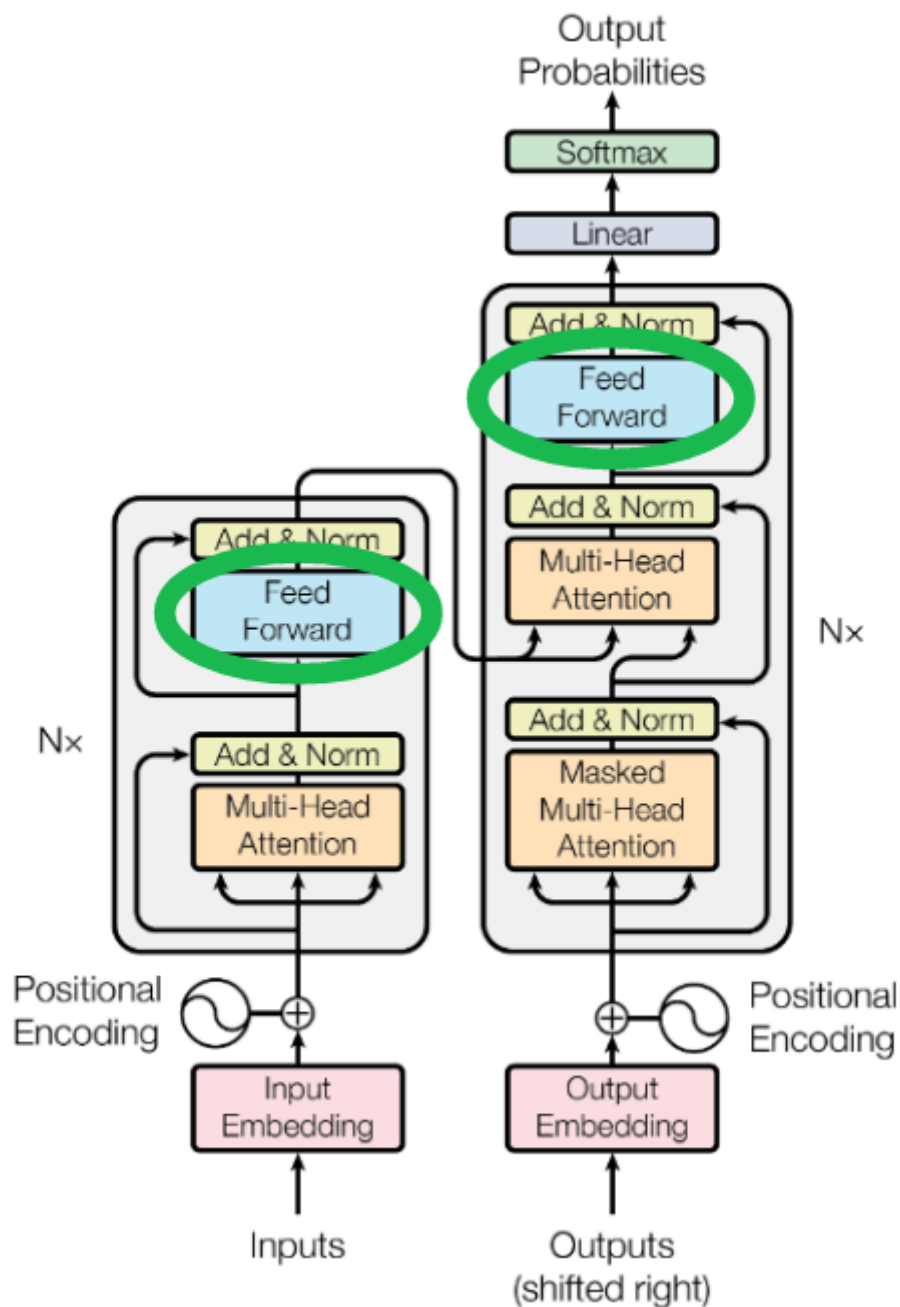 Output
Probabilities
Softmax
Linear
Add & Norm
Feed
Forward
Add & Norm
Multi-Head
Attention
Nx
Add & Norm
Masked
Multi-Head
Attention
Add & Norm
Feed
Forward
Nx
Add & Norm
Multi-Head
Attention
Positional
Encoding
Positional
Encoding
Input
Embedding
Output
Embedding
Inputs
Outputs
(shifted right)